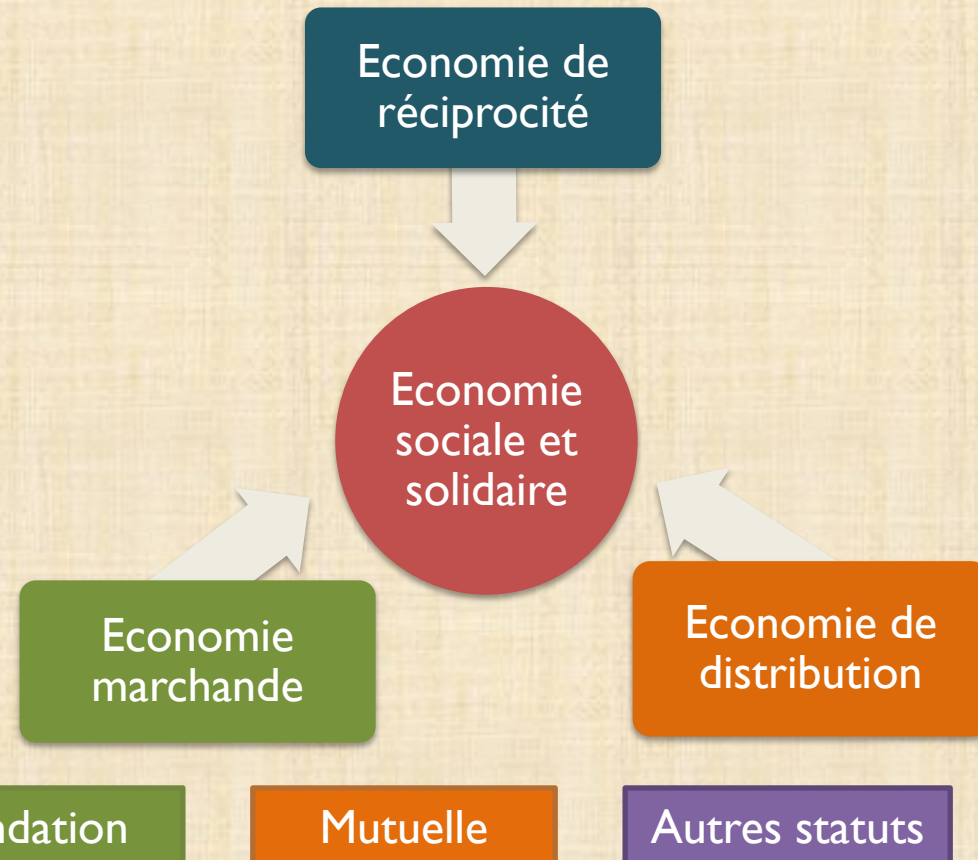 Economie de
réciprocité
Economie
sociale et
solidaire
Economie
marchande
Economie de
distribution
Mutuelle
Autres statuts